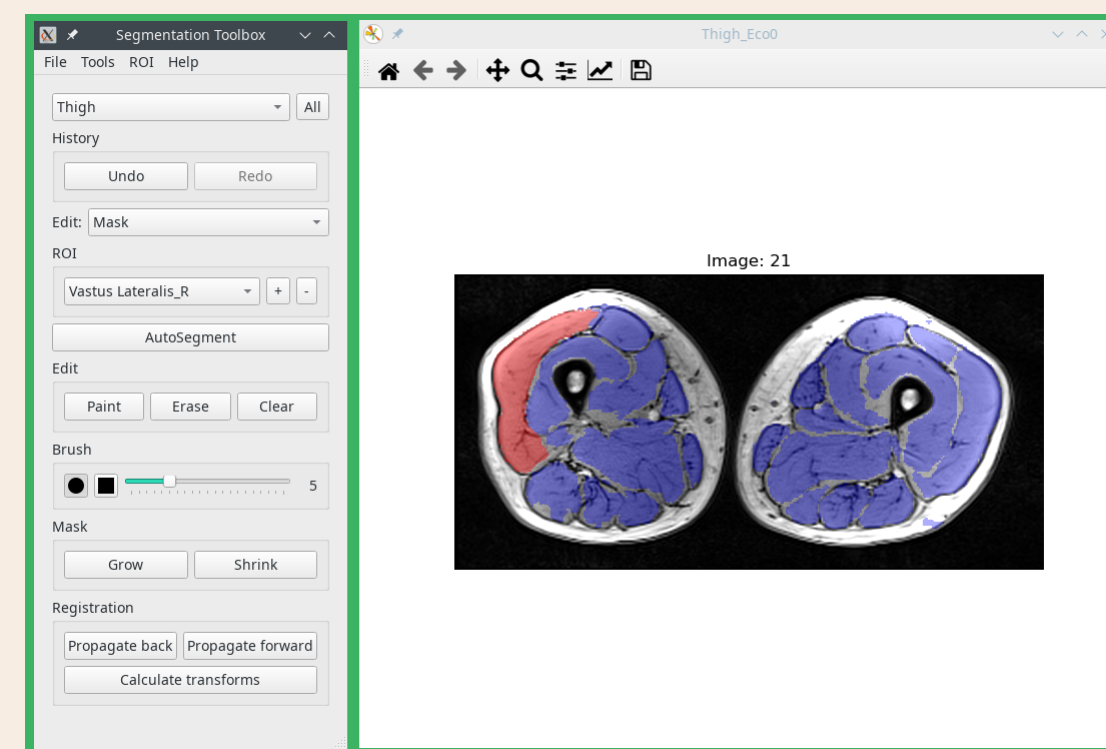 Segmentation Toolbox
File Tools ROI Help
Thigh All
History
Undo Redo
Edit: Mask
ROI
Vastus Lateralis_R + -
AutoSegment
Edit
Paint Erase Clear
Brush
5
Mask
Grow Shrink
Registration
Propagate back Propagate forward
Calculate transforms
Thigh_Eco0
Image: 21